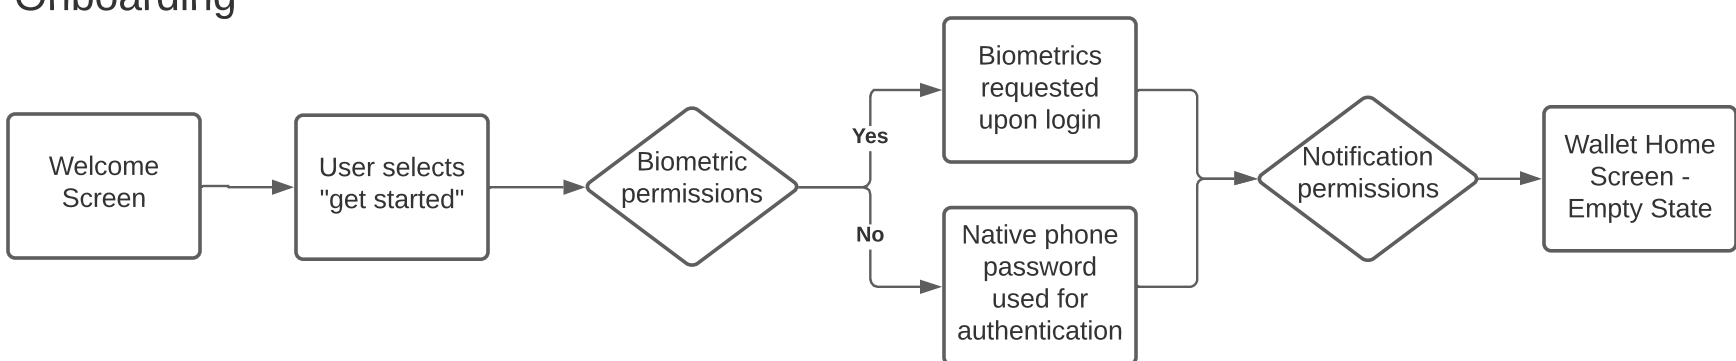 Onboarding
Welcome
Screen
User selects
"get started"
Biometric
permissions
Yes
No
Biometrics
requested
upon login
Native phone
password
used for
authentication
Notification
permissions
Wallet Home
Screen -
Empty State